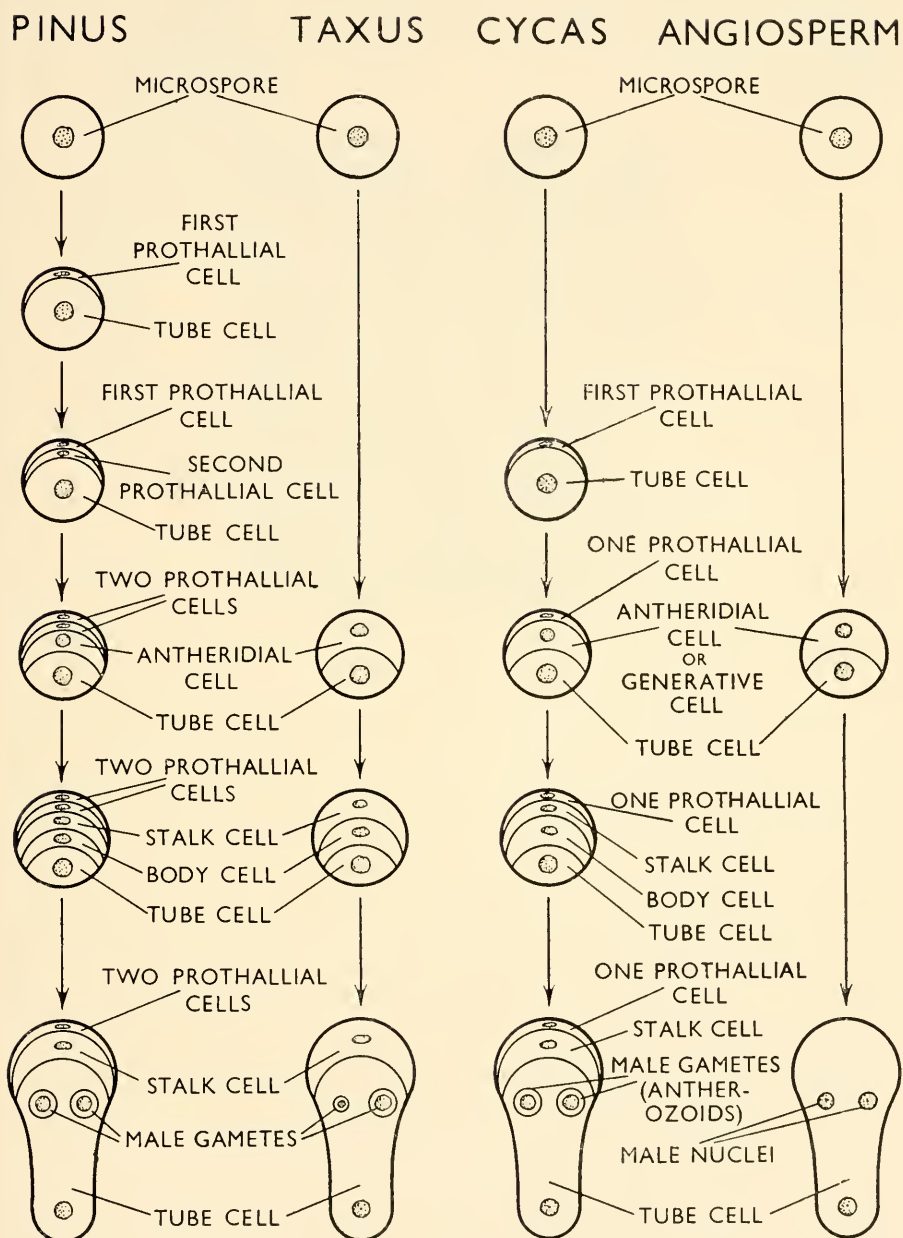 PINUS TAXUS CYCAS ANGIOSPERM
MICROSPORE MICROSPORE
FIRST
PROTHALLIAL
CELL
TUBE CELL
FIRST PROTHALLIAL
CELL
SECOND
PROTHALLIAL CELL
TUBE CELL
FIRST PROTHALLIAL
CELL
TUBE CELL
TWO PROTHALLIAL
CELLS
ANTHERIDIAL
CELL
TUBE CELL
ONE PROTHALLIAL
CELL
ANTHERIDIAL
CELL
OR
GENERATIVE
CELL
TUBE CELL
TWO PROTHALLIAL
CELLS
STALK CELL
BODY CELL
TUBE CELL
ONE PROTHALLIAL
CELL
STALK CELL
BODY CELL
TUBE CELL
TWO PROTHALLIAL
CELLS
STALK CELL
MALE GAMETES
TUBE CELL
ONE PROTHALLIAL
CELL
STALK CELL
MALE GAMETES
(ANTHER-
OZOIDS)
MALE NUCLEI
TUBE CELL